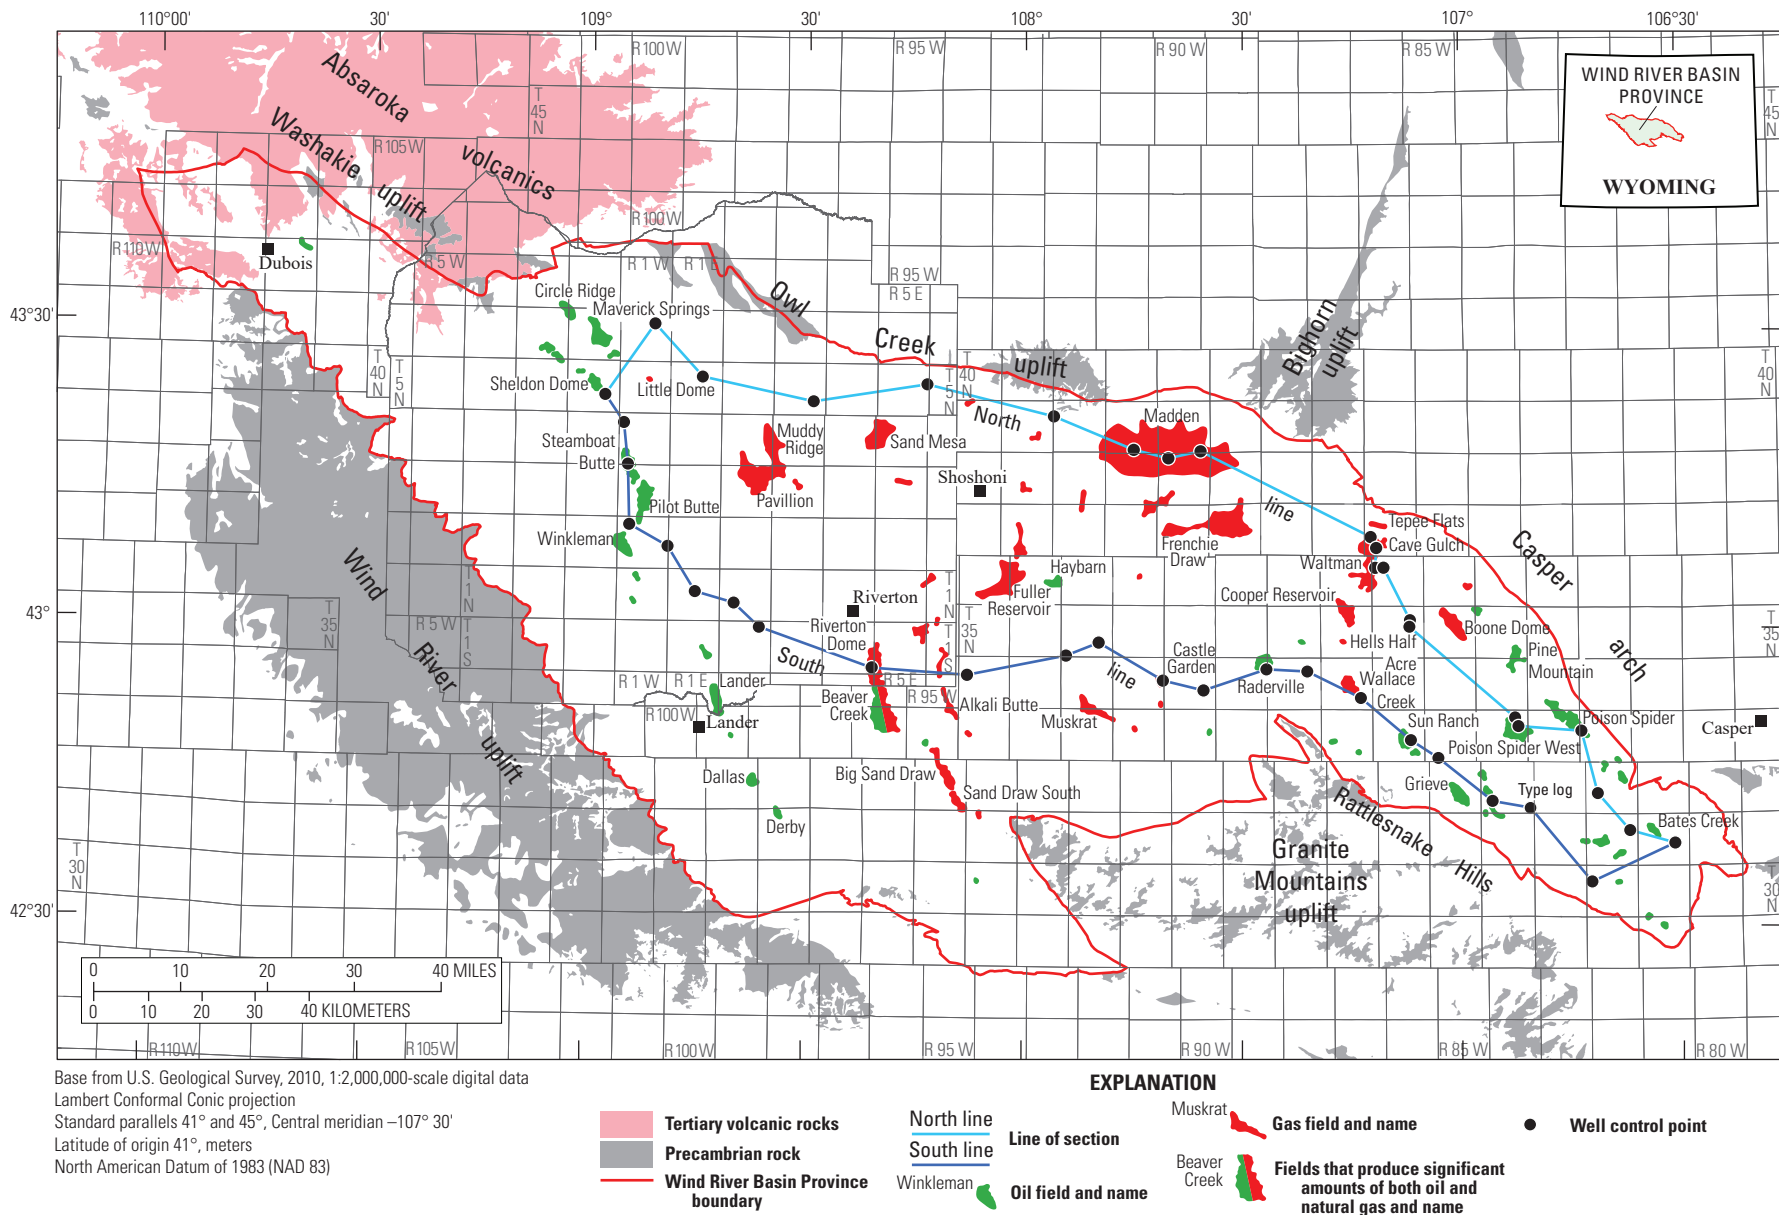 110°00'
30'
109°
30'
108°
30'
107°
106°30'
R 100 W
R 95 W
R 90 W
R 85 W
WIND RIVER BASIN
PROVINCE
WYOMING
T
45
N
T
45
N
Absaroka
volcanics
Washakie
uplift
R 105 W
R 100 W
R 110 W
R 5 W
R 1 W
R 1 E
R 95 W
R 5 E
Dubois
43°30'
Circle Ridge
Maverick Springs
Owl
Creek
uplift
Bighorn
uplift
T
40
N
T
5
N
T
40
N
T
5
N
T
40
N
Sheldon Dome
Little Dome
North
line
Madden
Muddy
Ridge
Sand Mesa
Steamboat
Butte
Shoshoni
Pavillion
Pilot Butte
Winkleman
Frenchie
Draw
Tepee Flats
Cave Gulch
Waltman
Casper
arch
Wind
River
uplift
Haybarn
Fuller
Reservoir
Cooper Reservoir
43°
T
35
N
T
1
N
T
1
S
R 5 W
Riverton
Riverton
Dome
T
1
N
T
1
S
T
35
N
T
35
N
Boone Dome
Hells Half
Acre
Pine
Mountain
Castle
Garden
South
line
R 1 W
R 1 E
R 5 E
R 95 W
Lander
R 100 W
Lander
Beaver
Creek
Alkali Butte
Muskrat
Raderville
Wallace
Creek
Sun Ranch
Poison Spider
Poison Spider West
Casper
Dallas
Derby
Big Sand Draw
Sand Draw South
Grieve
Type log
Bates Creek
Rattlesnake
Hills
Granite
Mountains
uplift
T
30
N
T
30
N
42°30'
0 10 20 30 40 MILES
0 10 20 30 40 KILOMETERS
R 110 W
R 105 W
R 100 W
R 95 W
R 90 W
R 85 W
R 80 W
Base from U.S. Geological Survey, 2010, 1:2,000,000-scale digital data
Lambert Conformal Conic projection
Standard parallels 41° and 45°, Central meridian –107° 30'
Latitude of origin 41°, meters
North American Datum of 1983 (NAD 83)
EXPLANATION
Tertiary volcanic rocks
Precambrian rock
Wind River Basin Province
boundary
North line
South line
Line of section
Winkleman
Oil field and name
Muskrat
Gas field and name
Beaver
Creek
Fields that produce significant
amounts of both oil and
natural gas and name
Well control point